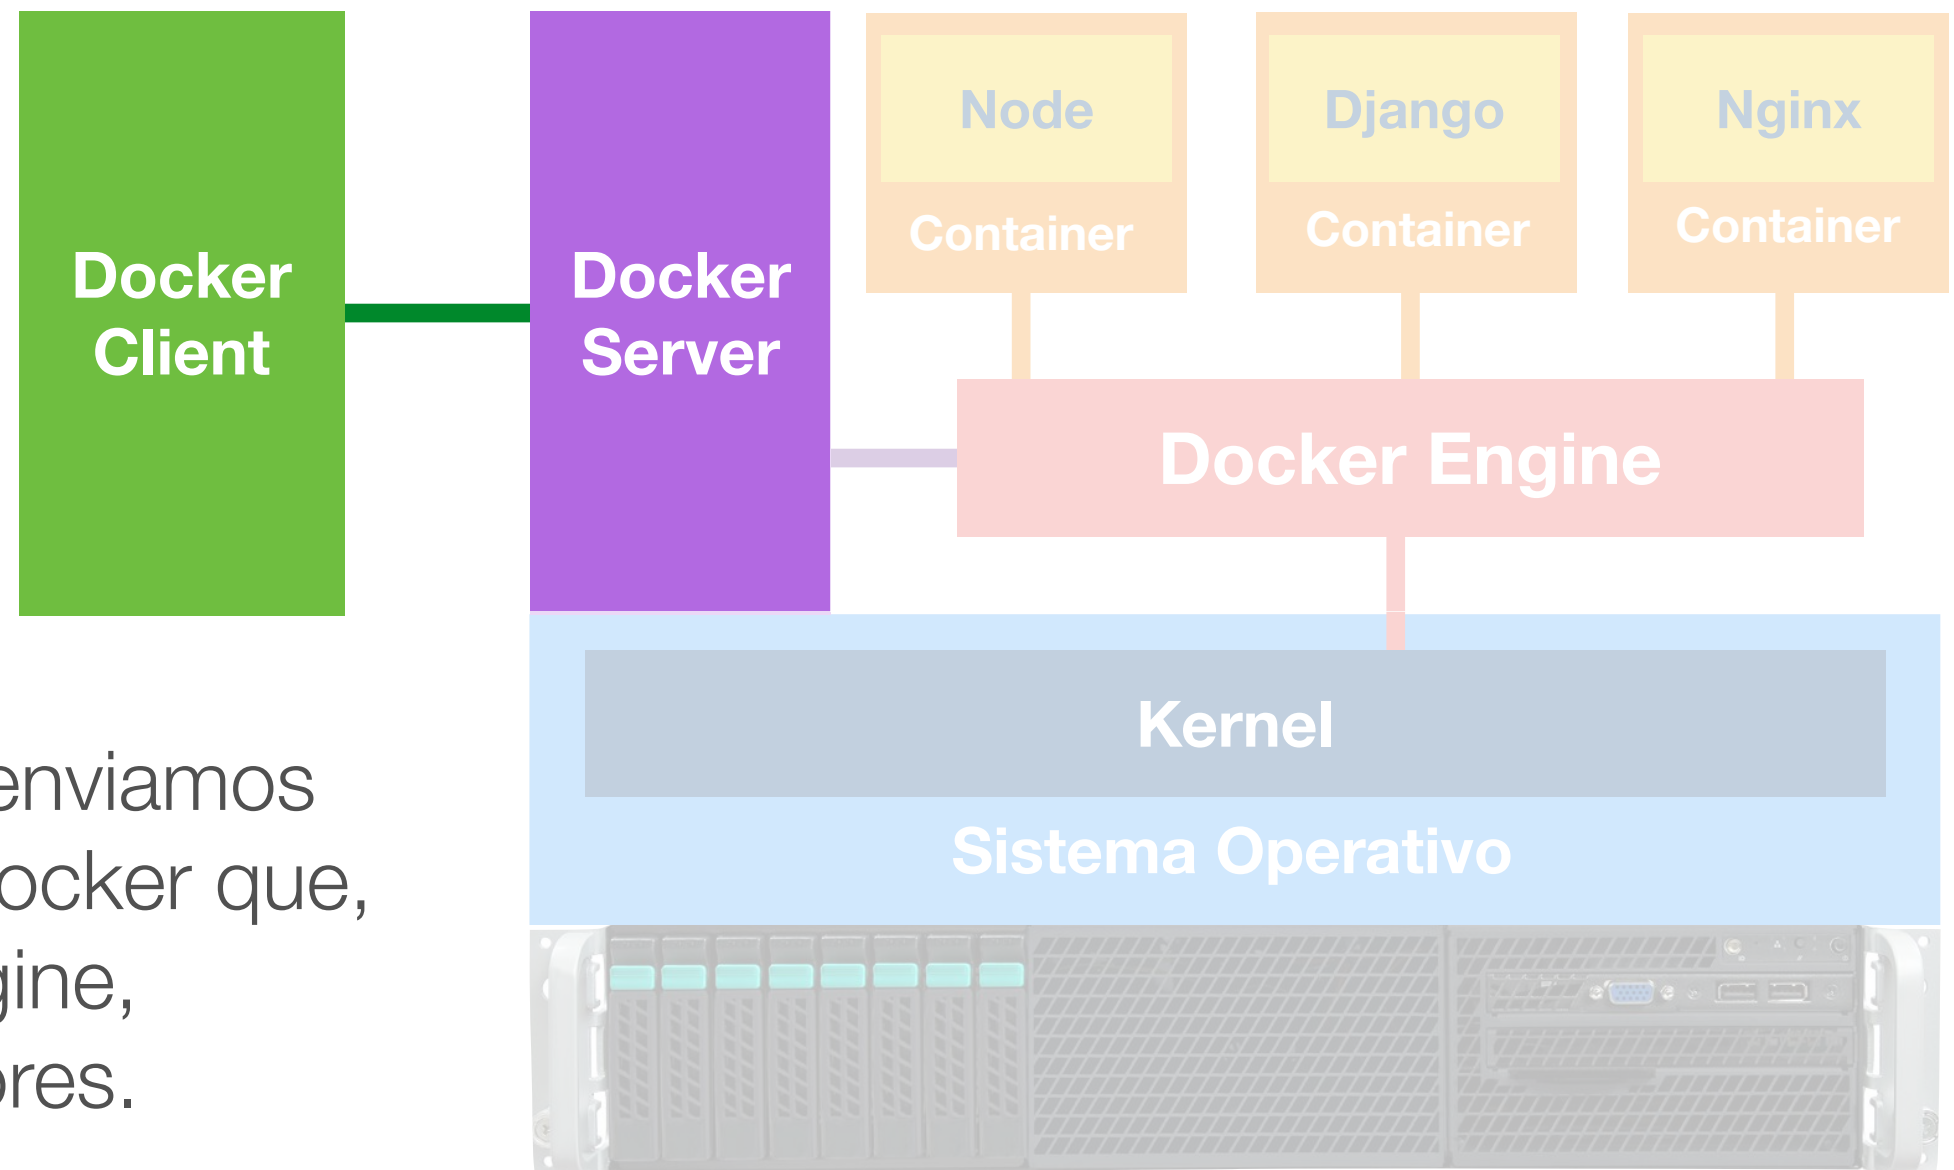 Docker
Client
Docker
Server
Node
Container
Django
Container
Nginx
Container
Docker Engine
Kernel
Sistema Operativo
enviamos
ocker que,
gine,
ores.